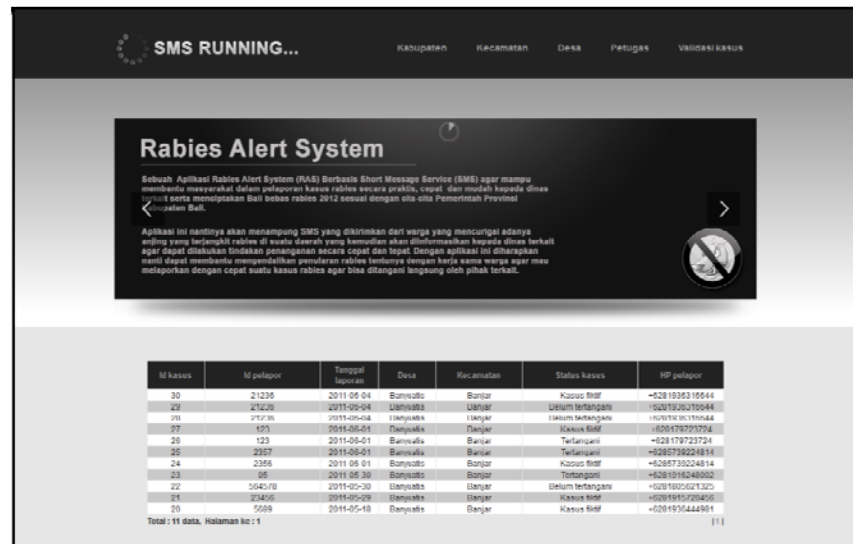 SMS RUNNING...
Kabupaten Kecamatan Desa Petugas Validasi kasus
Rabies Alert System
Sebuah Aplikasi Rabies Alert System (RAS) Berbasis Short Message Service (SMS) agar mampu
membantu masyarakat dalam pelaporan kasus rabies secara praktis, cepat dan mudah kepada dinas
terkait serta menciptakan Bali bebas rabies 2012 sesuai dengan cita-cita Pemerintah Provinsi
Kabupaten Bali.
Aplikasi ini nantinya akan menampung SMS yang dikirimkan dari warga yang mencurigai adanya
anjing yang terjangkit rabies di suatu daerah yang kemudian akan diinformasikan kepada dinas terkait
agar dapat dilakukan tindakan penanganan secara cepat dan tepat. Dengan aplikasi ini diharapkan
nanti dapat membantu mengendalikan penularan rabies tentunya dengan kerja sama warga agar mau
melaporkan dengan cepat suatu kasus rabies agar bisa ditangani langsung oleh pihak terkait.
Id kasus Id pelapor Tanggal laporan Desa Kecamatan Status kasus HP pelapor
30 21236 2011-06-04 Banyuatis Banjar Kasus fiktif +6281936316644
29 21236 2011-06-04 Banyuatis Banjar Belum tertangani +6281936316644
28 21236 2011-06-04 Banyuatis Banjar Belum tertangani +6281936316644
27 123 2011-06-01 Banyuatis Banjar Kasus fiktif +628179723724
26 123 2011-06-01 Banyuatis Banjar Tertangani +628179723724
25 2357 2011-06-01 Banyuatis Banjar Tertangani +6285739224814
24 2356 2011-06-01 Banyuatis Banjar Kasus fiktif +6285739224814
23 2011-05-30 Banyuatis Banjar Tertangani
22 564578 2011-05-30 Banyuatis Banjar Belum tertangani +6281805621325
21 23456 2011-05-29 Banyuatis Banjar Kasus fiktif
20 5689 2011-05-18 Banyuatis Banjar Kasus fiktif +6281936444981
Total : 11 data, Halaman ke : 1 [1]